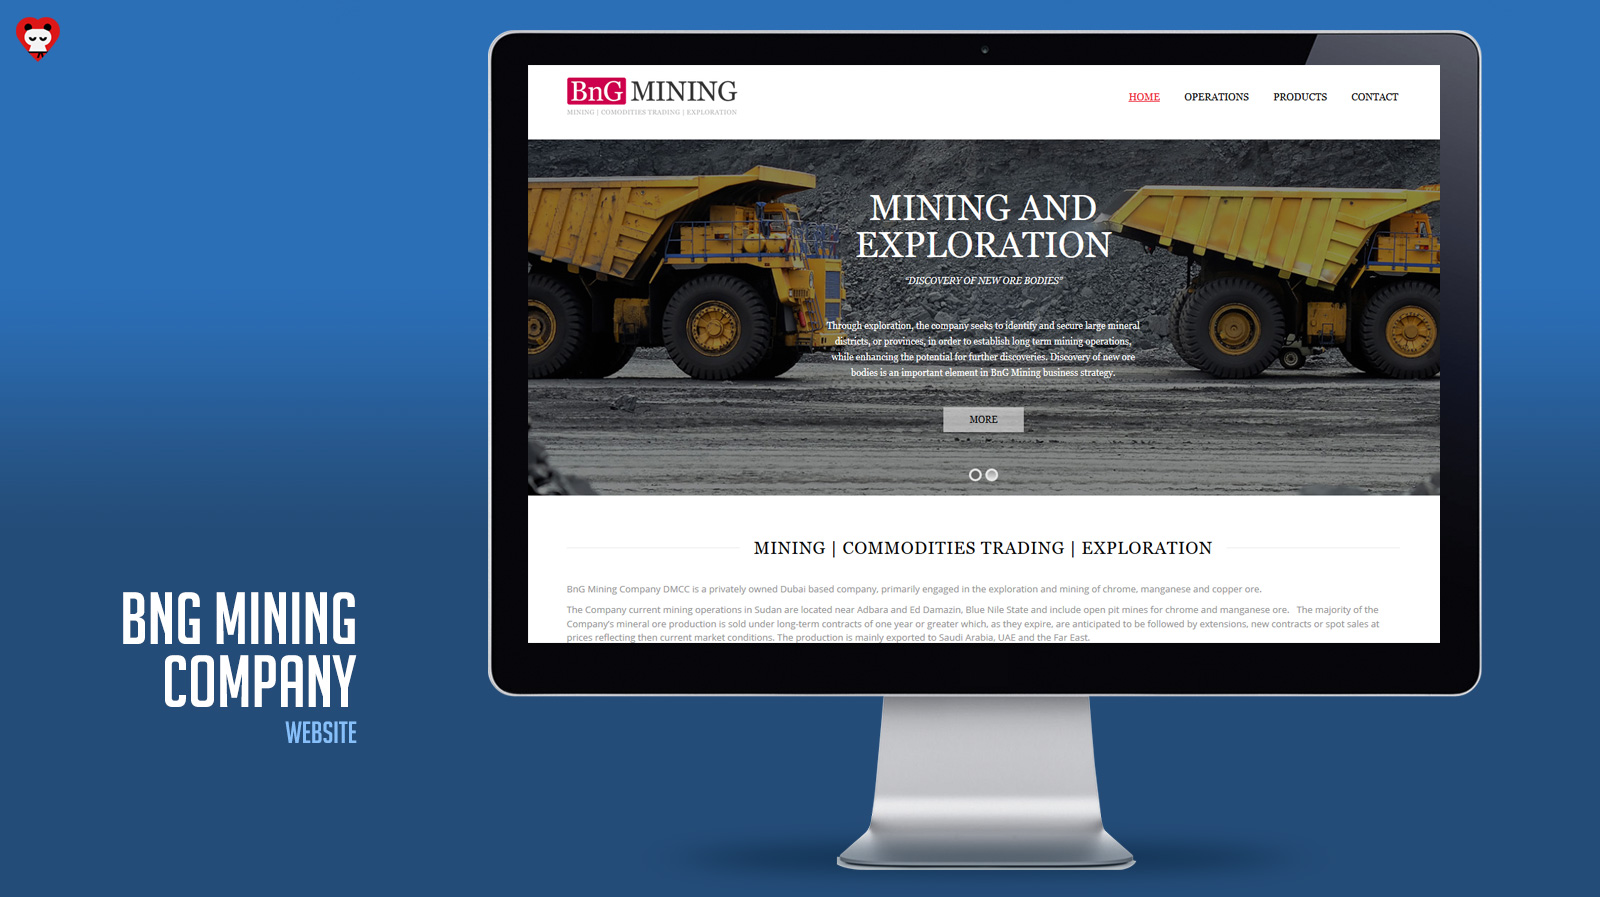 BnG MINING
MINING | COMODITIES TRADING | EXPLORATION
HOME OPERATIONS PRODUCTS CONTACT
MINING AND
EXPLORATION
“DISCOVERY OF NEW ORE BODIES”
Through exploration, the company seeks to identify and secure large mineral
districts, or provinces, in order to establish long term mining operations,
while enhancing the potential for further discoveries. Discovery of new ore
bodies is an important element in BnG Mining business strategy.
MORE
MINING | COMMODITIES TRADING | EXPLORATION
BnG Mining Company DMCC is a privately owned Dubai based company, primarily engaged in the exploration and mining of chrome, manganese and copper ore.
The Company current mining operations in Sudan are located near Adbara and Ed Damazin, Blue Nile State and include open pit mines for chrome and manganese ore. The majority of the
Company's mineral ore production is sold under long-term contracts of one year or greater which, as they expire, are anticipated to be followed by extensions, new contracts or spot sales at
prices reflecting then current market conditions. The production is mainly exported to Saudi Arabia, UAE and the Far East.
BNG MINING
COMPANY
WEBSITE